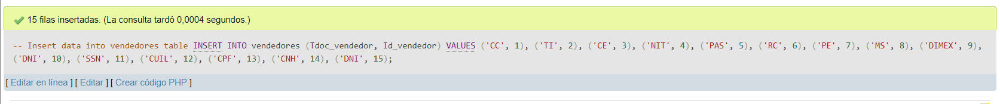 15 filas insertadas. (La consulta tardó 0,0004 segundos.)
-- Insert data into vendedores table INSERT INTO vendedores (Tdoc_vendedor, Id_vendedor) VALUES ('CC', 1), ('TI', 2), ('CE', 3), ('NIT', 4), ('PAS', 5), ('RC', 6), ('PE', 7), ('MS', 8), ('DIMEX', 9),
('DNI', 10), ('SSN', 11), ('CUIL', 12), ('CPF', 13), ('CNH', 14), ('DNI', 15);
[ Editar en línea ] [ Editar ] [ Crear código PHP ]